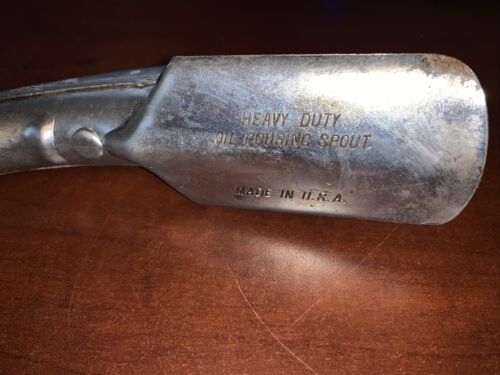 HEAVY DUTY
OIL POURING SPOUT
MADE IN U.S.A.